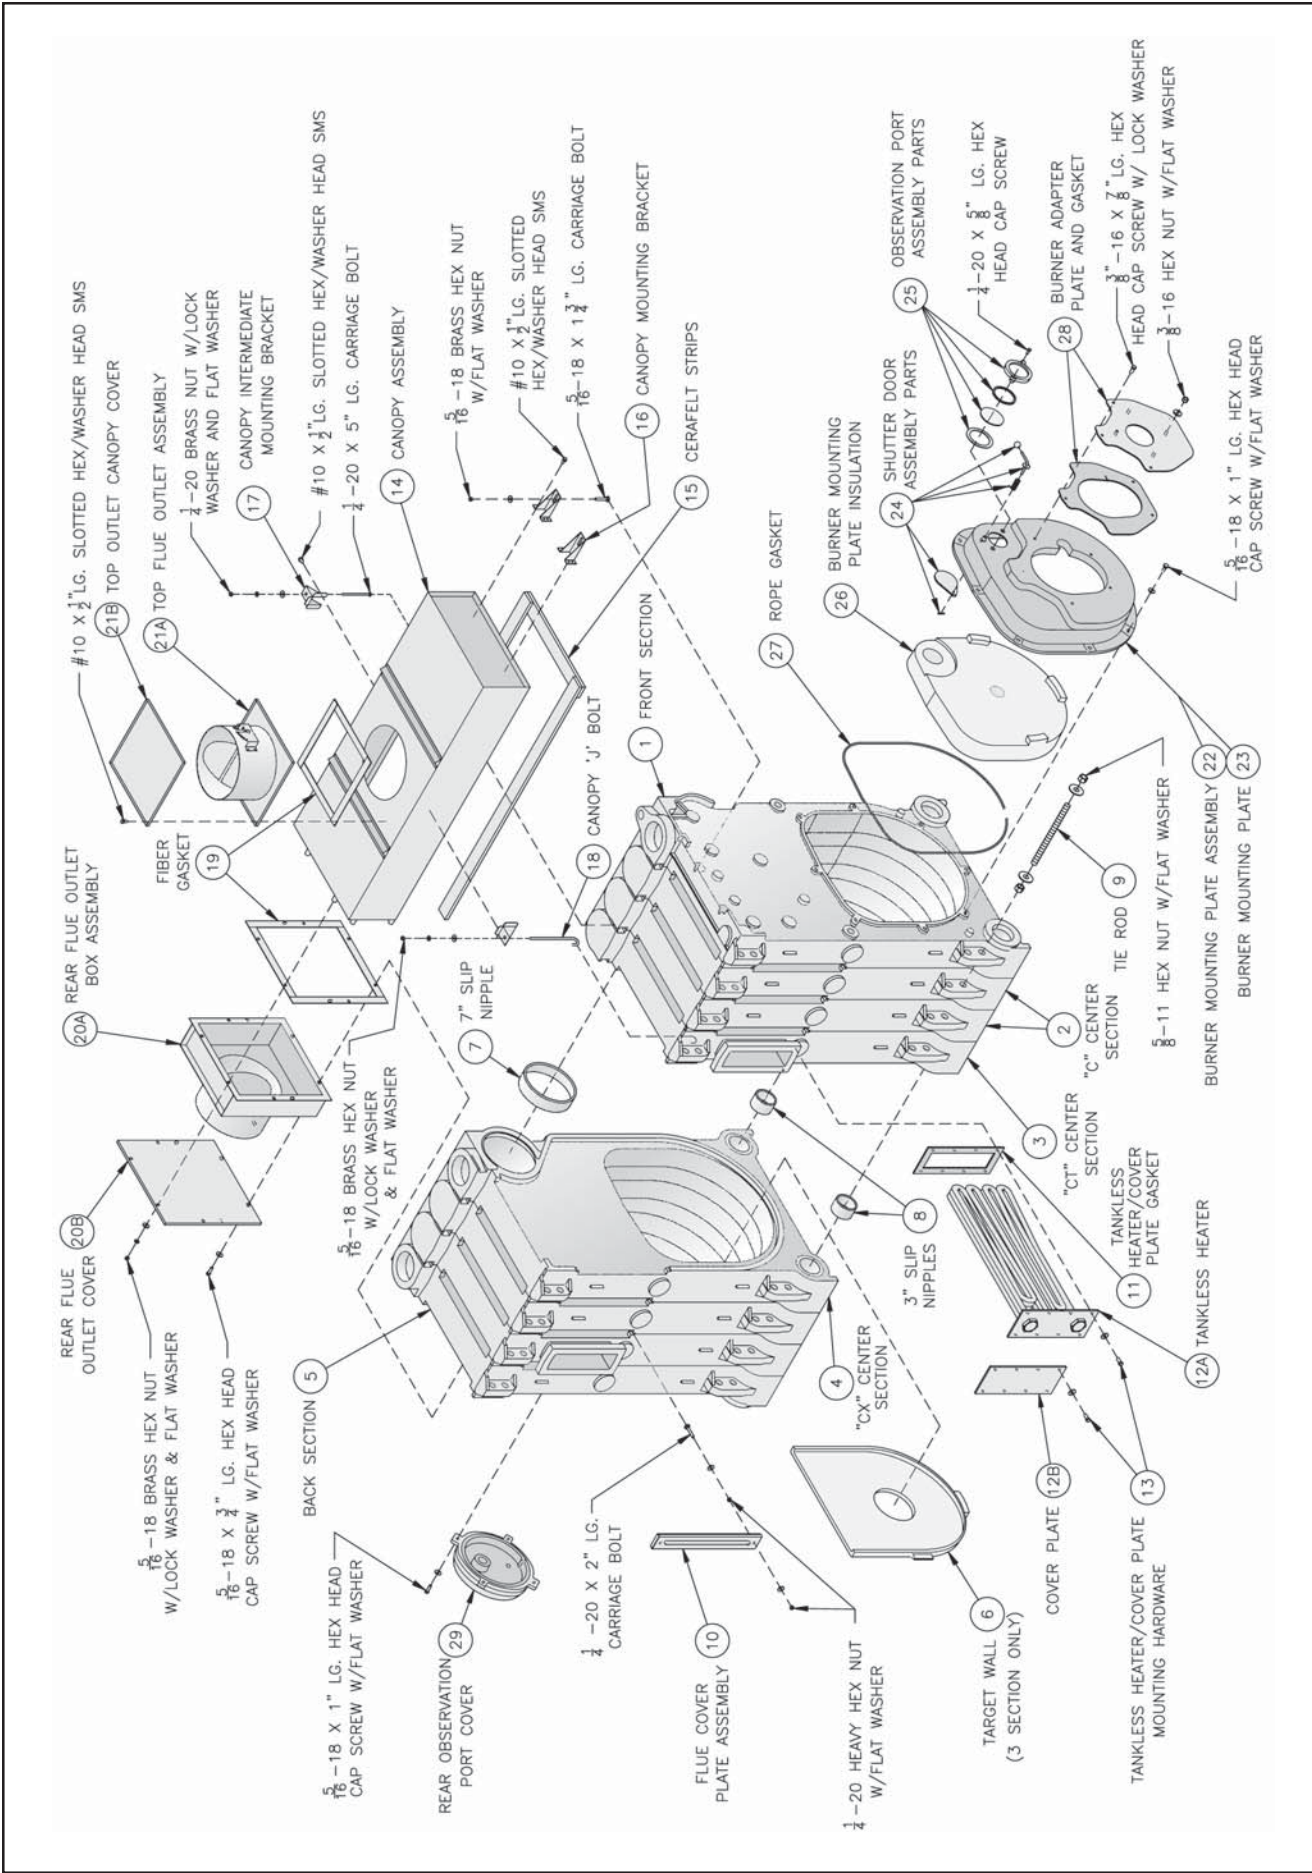 5/16 -18 X 1" LG. HEX HEAD
CAP SCREW W/FLAT WASHER
REAR OBSERVATION
PORT COVER
29
5/16 -18 BRASS HEX NUT
W/LOCK WASHER & FLAT WASHER
5/16 -18 X 3/4" LG. HEX HEAD
CAP SCREW W/FLAT WASHER
BACK SECTION
5
REAR FLUE
OUTLET COVER
20B
20A
REAR FLUE OUTLET
BOX ASSEMBLY
FIBER
GASKET
19
#10 X 1/2" LG. SLOTTED HEX/WASHER HEAD SMS
21B
TOP OUTLET CANOPY COVER
21A
TOP FLUE OUTLET ASSEMBLY
1/4 -20 BRASS NUT W/LOCK
WASHER AND FLAT WASHER
17
CANOPY INTERMEDIATE
MOUNTING BRACKET
#10 X 1/2" LG. SLOTTED HEX/WASHER HEAD SMS
1/4 -20 X 5" LG. CARRIAGE BOLT
14
CANOPY ASSEMBLY
5/16 -18 BRASS HEX NUT
W/FLAT WASHER
#10 X 1/2" LG. SLOTTED
HEX/WASHER HEAD SMS
5/16 -18 X 1 3/4" LG. CARRIAGE BOLT
16
CANOPY MOUNTING BRACKET
15
CERAFELT STRIPS
5/16 -18 BRASS HEX NUT
W/LOCK WASHER
& FLAT WASHER
7
7" SLIP
NIPPLE
18
CANOPY 'J' BOLT
1
FRONT SECTION
27
ROPE GASKET
26
BURNER MOUNTING
PLATE INSULATION
24
SHUTTER DOOR
ASSEMBLY PARTS
25
OBSERVATION PORT
ASSEMBLY PARTS
1/4 -20 X 5/8" LG. HEX
HEAD CAP SCREW
28
BURNER ADAPTER
PLATE AND GASKET
3/8" -16 X 7/8" LG. HEX
HEAD CAP SCREW W/ LOCK WASHER
3/8 -16 HEX NUT W/FLAT WASHER
5/16 -18 X 1" LG. HEX HEAD
CAP SCREW W/FLAT WASHER
1/4 -20 X 2" LG.
CARRIAGE BOLT
FLUE COVER
PLATE ASSEMBLY
10
1/4 -20 HEAVY HEX NUT
W/FLAT WASHER
TARGET WALL
6
(3 SECTION ONLY)
4
"CX" CENTER
SECTION
8
3" SLIP
NIPPLES
3
"CT" CENTER
SECTION
2
"C" CENTER
SECTION
TIE ROD
9
5/8 -11 HEX NUT W/FLAT WASHER
BURNER MOUNTING PLATE ASSEMBLY
22
BURNER MOUNTING PLATE
23
11
TANKLESS
HEATER/COVER
PLATE GASKET
12A
TANKLESS HEATER
COVER PLATE
12B
TANKLESS HEATER/COVER PLATE
13
MOUNTING HARDWARE